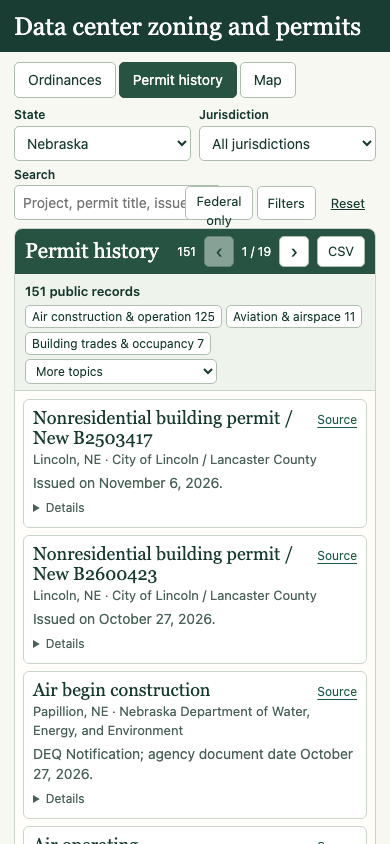 Data center zoning and permits
Ordinances
Permit history
Map
State
Jurisdiction
Nebraska
All jurisdictions
Search
Project, permit title, issue
Federal only
Filters
Reset
Permit history
151
‹
1 / 19
›
CSV
151 public records
Air construction & operation 125
Aviation & airspace 11
Building trades & occupancy 7
More topics
Nonresidential building permit /
New B2503417
Source
Lincoln, NE · City of Lincoln / Lancaster County
Issued on November 6, 2026.
Details
Nonresidential building permit /
New B2600423
Source
Lincoln, NE · City of Lincoln / Lancaster County
Issued on October 27, 2026.
Details
Air begin construction
Source
Papillion, NE · Nebraska Department of Water,
Energy, and Environment
DEQ Notification; agency document date October
27, 2026.
Details
Air operating